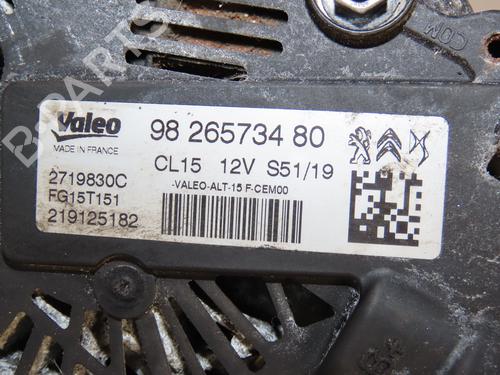 COM
Valeo
MADE IN FRANCE
98 265734 80
CL15 12V S51/19
-VALEO-ALT-15 F-CEM00
2719830C
FG15T151
219125182
B-PARTS